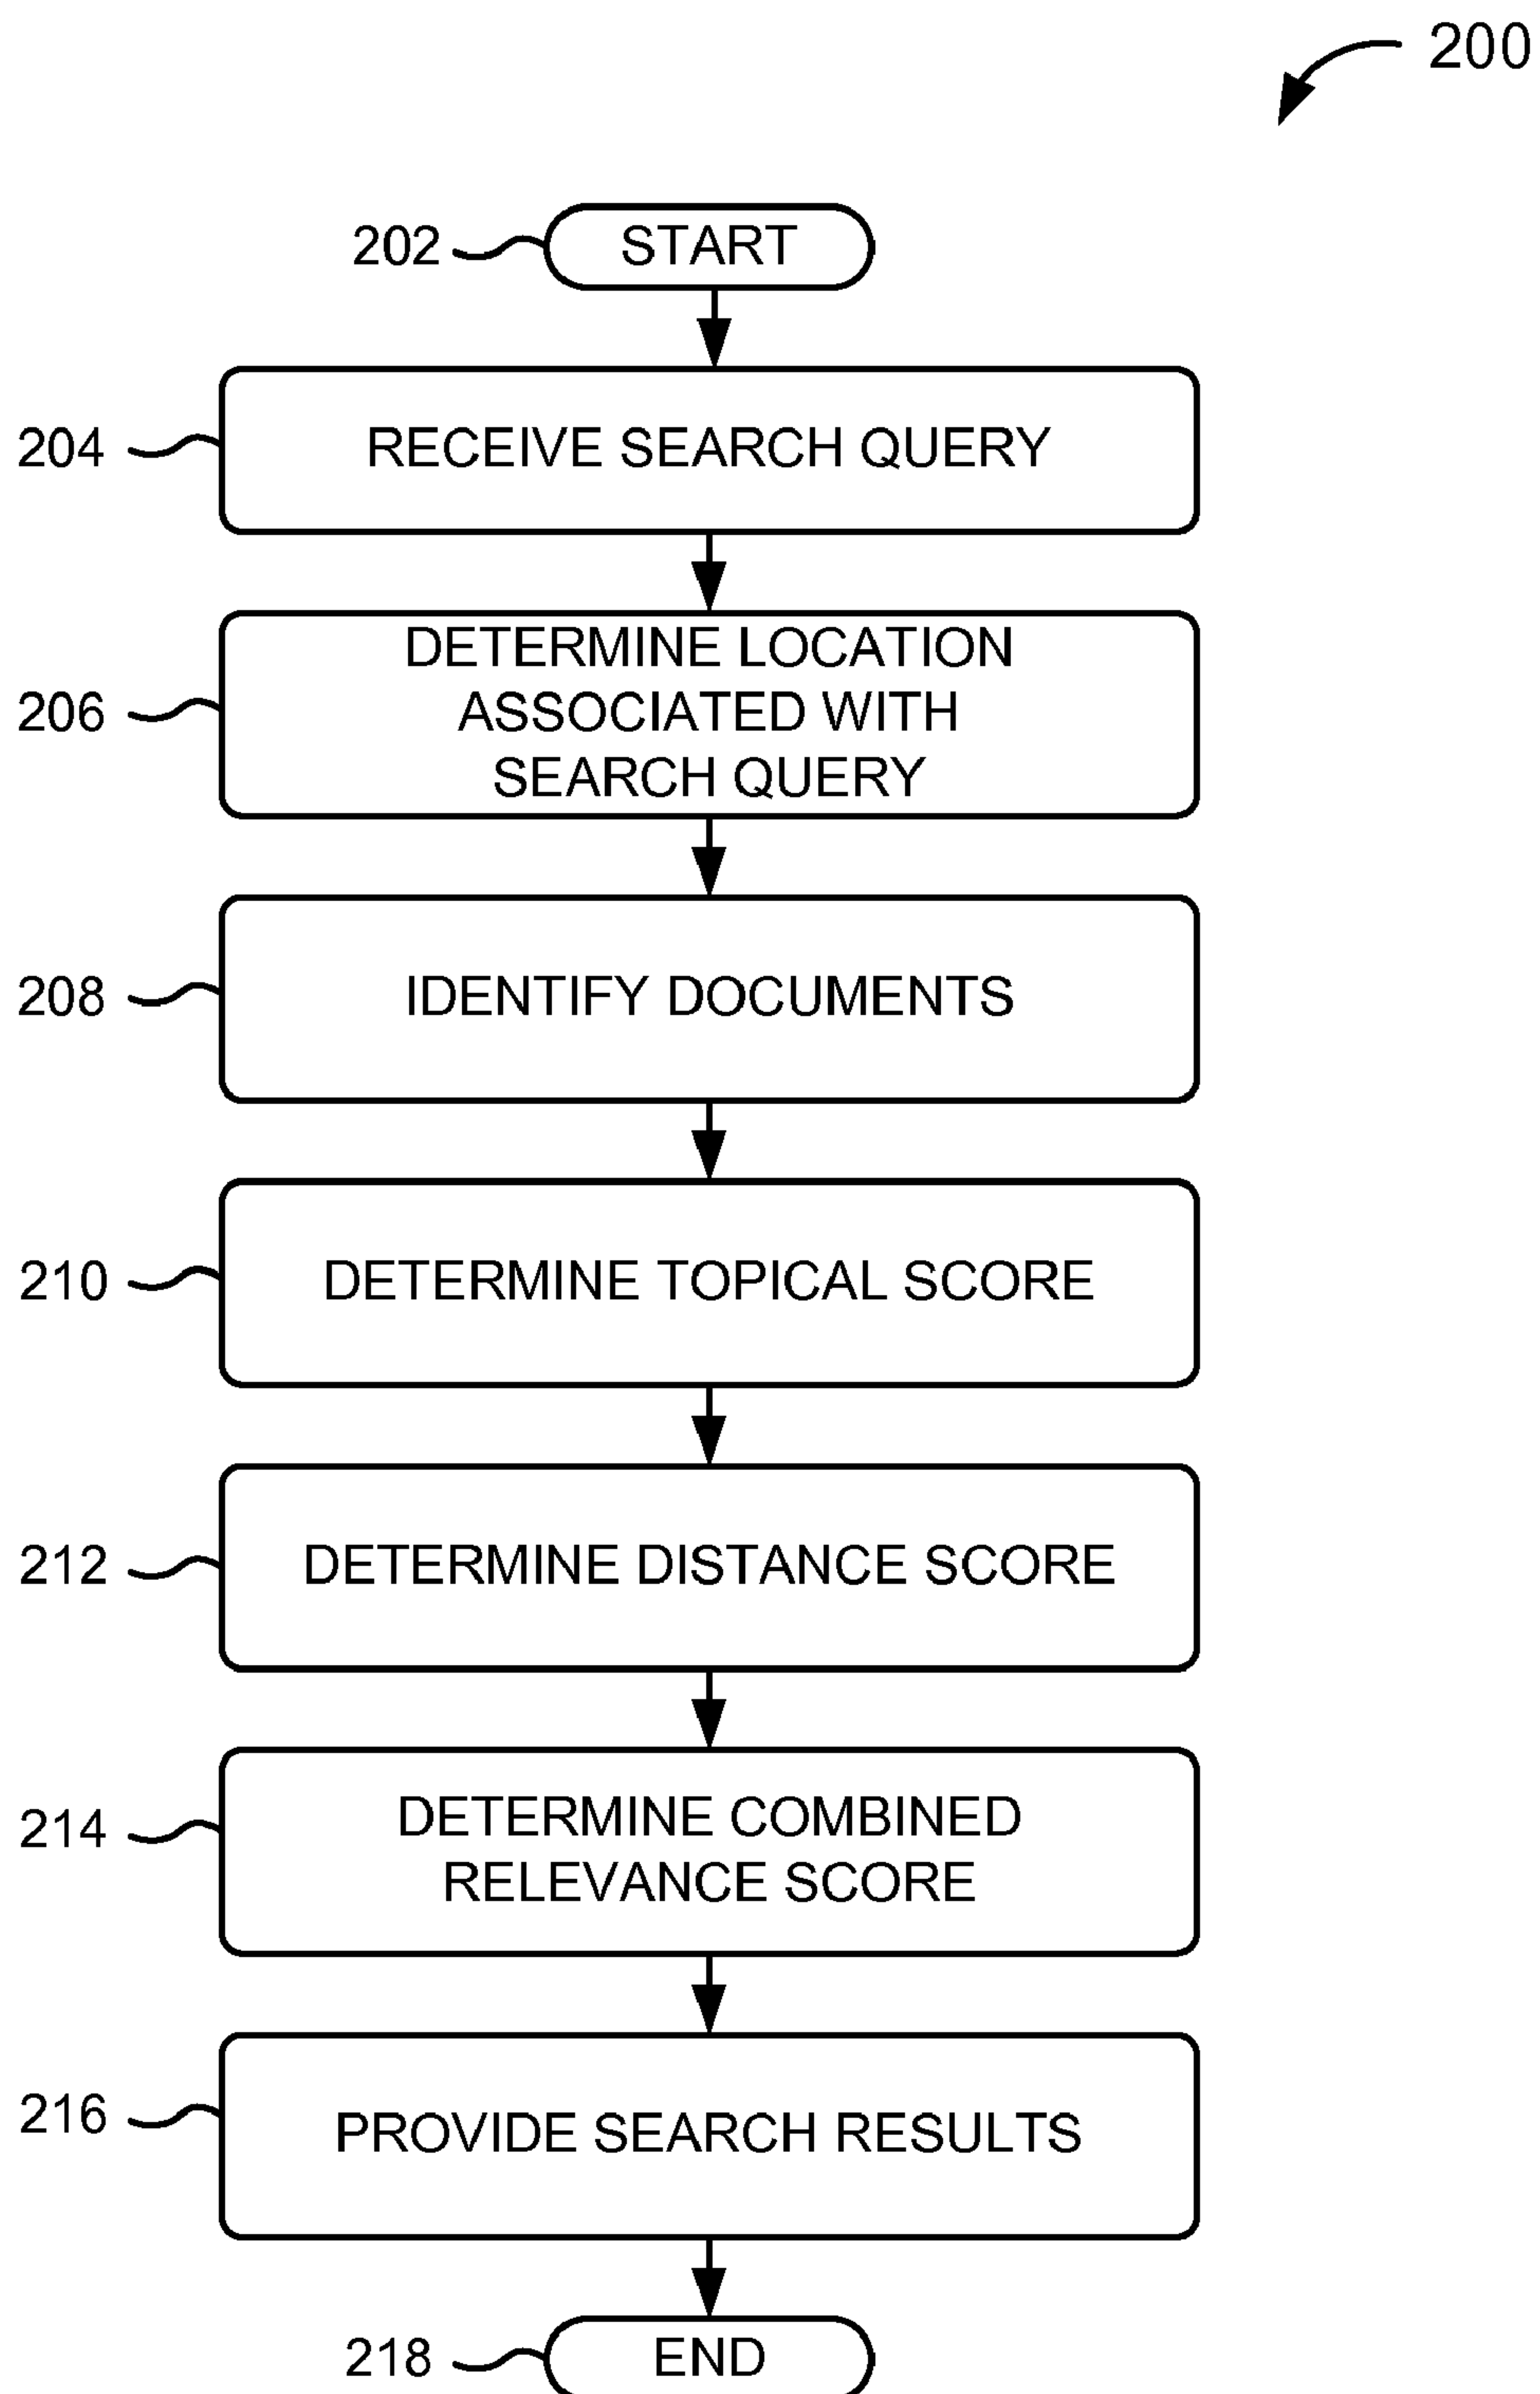 200
202 START
204 RECEIVE SEARCH QUERY
DETERMINE LOCATION
206 ASSOCIATED WITH
SEARCH QUERY
208 IDENTIFY DOCUMENTS
210 DETERMINE TOPICAL SCORE
212 DETERMINE DISTANCE SCORE
214 DETERMINE COMBINED
RELEVANCE SCORE
216 PROVIDE SEARCH RESULTS
218 END